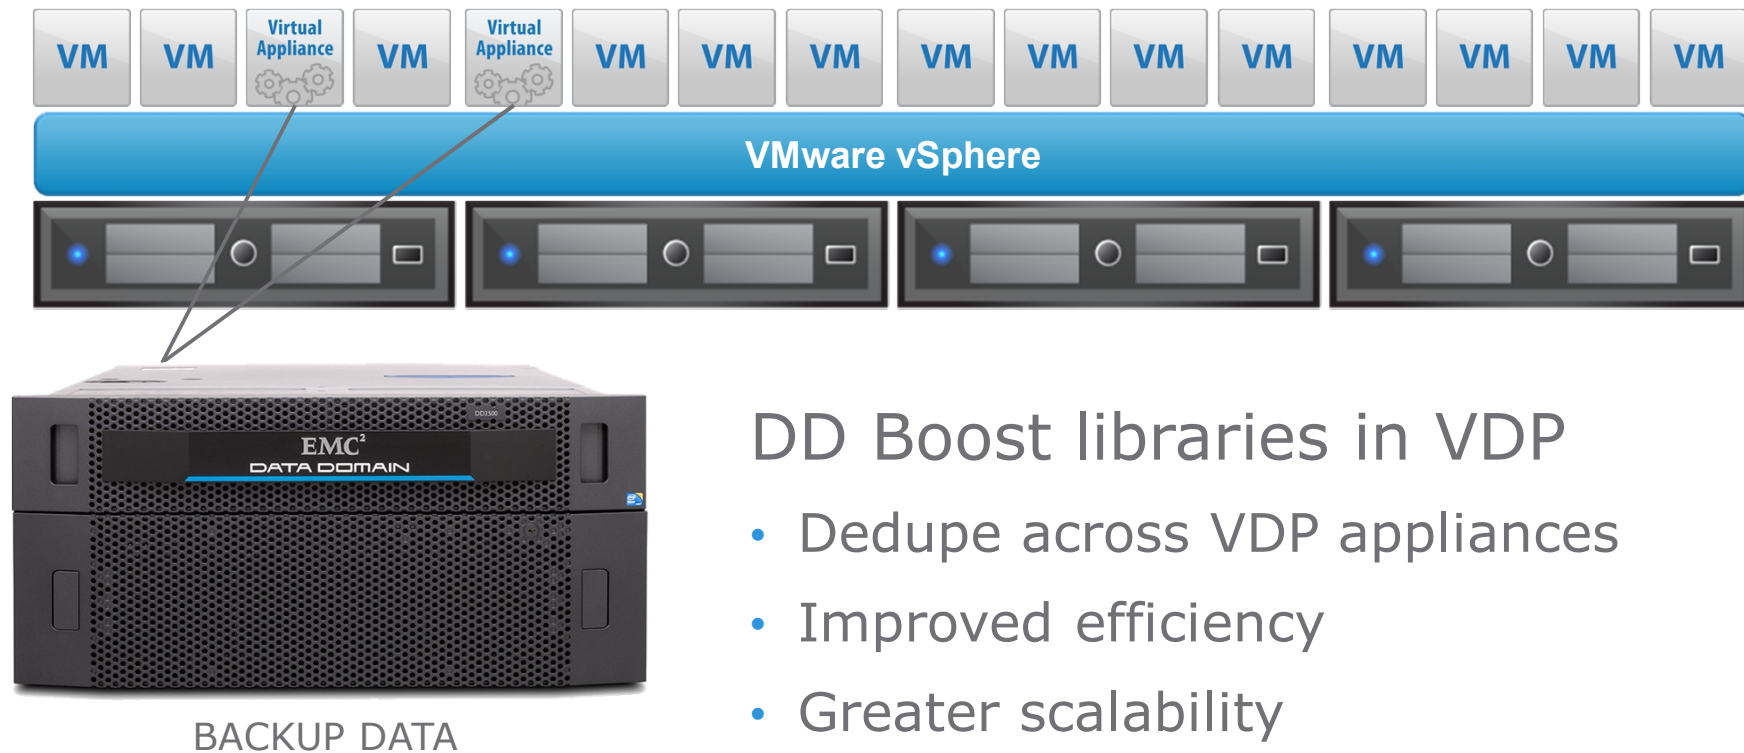 VM VM Virtual Appliance VM Virtual Appliance VM VM VM VM VM VM VM VM VM VM VM
VMware vSphere
DD2500
EMC²
DATA DOMAIN
DD Boost libraries in VDP
• Dedupe across VDP appliances
• Improved efficiency
• Greater scalability
BACKUP DATA